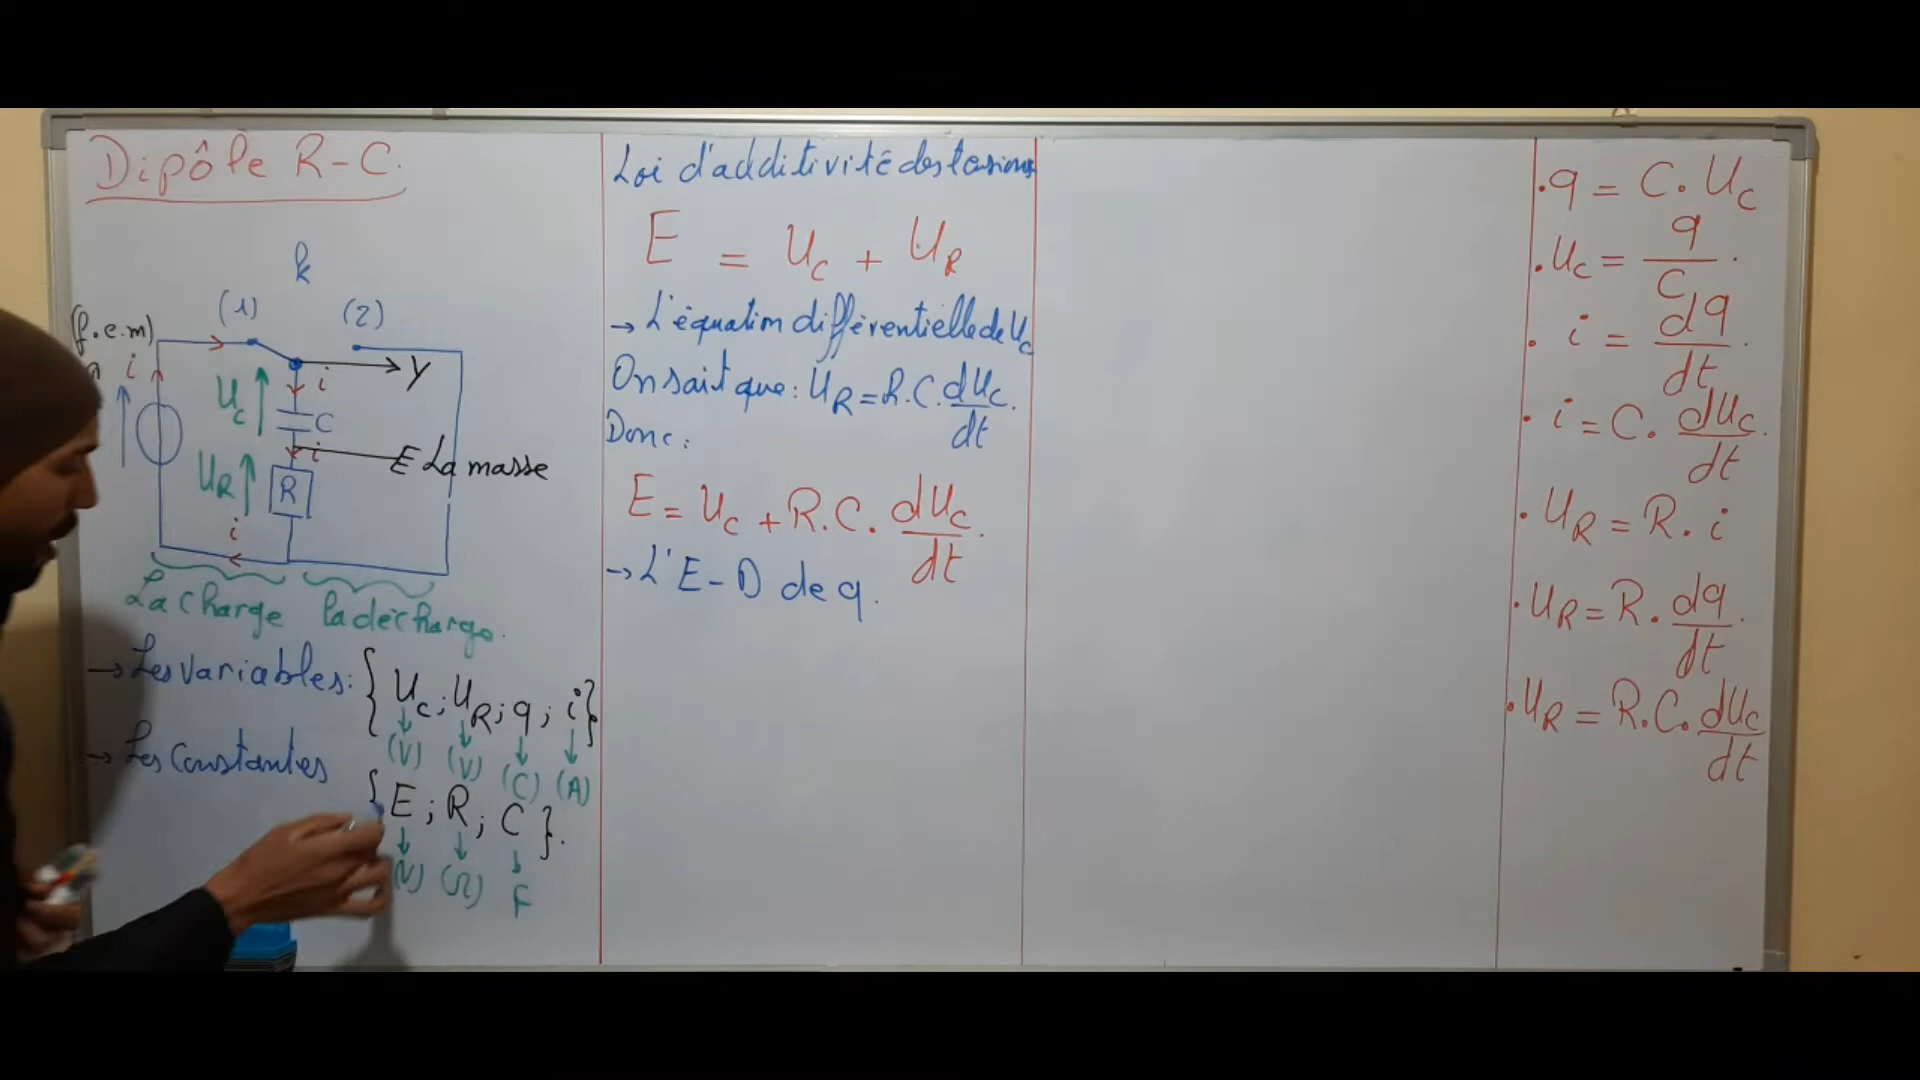 Dipôle R-C.
k
(1) (2)
(f.e.m)
i
i
Y
Uc
C
i
E La masse
UR
R
i
La charge la décharge.
→ Les variables: {Uc; UR; q; i}
(V) (V) (C) (A)
→ Les Constantes {E; R; C}.
(V) (Ω) F
Loi d'additivité des tensions
E = Uc + UR
→ L'équation différentielle de Uc
On sait que: UR = R.C. dUc/dt.
Donc:
E = Uc + R.C. dUc/dt.
→ L'E-D de q.
. q = C. Uc
. Uc = q/C.
. i = dq/dt.
. i = C. dUc/dt.
. UR = R. i
. UR = R. dq/dt.
. UR = R.C. dUc/dt